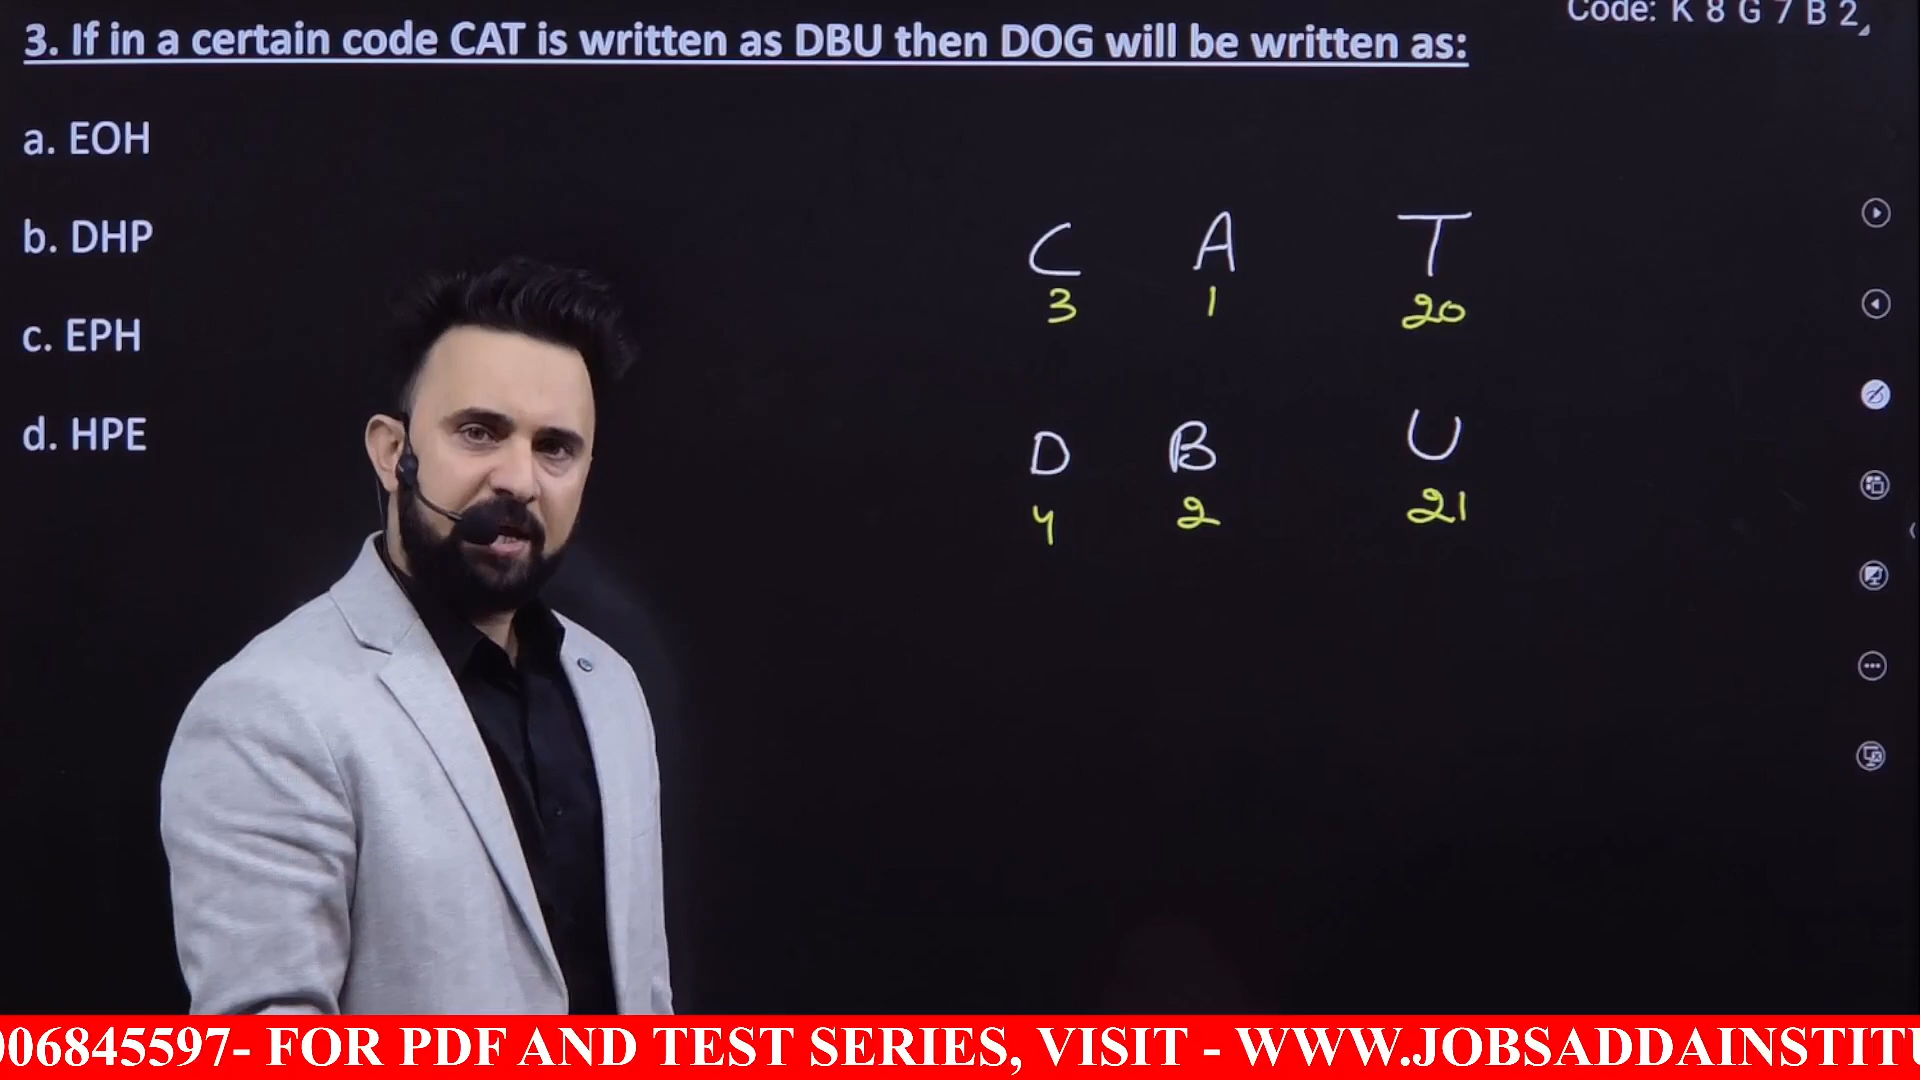 Code: K 8 G 7 B 2
3. If in a certain code CAT is written as DBU then DOG will be written as:
a. EOH
b. DHP
c. EPH
d. HPE
C A T
3 1 20
D B U
4 2 21
006845597- FOR PDF AND TEST SERIES, VISIT - WWW.JOBSADDAINSTITU